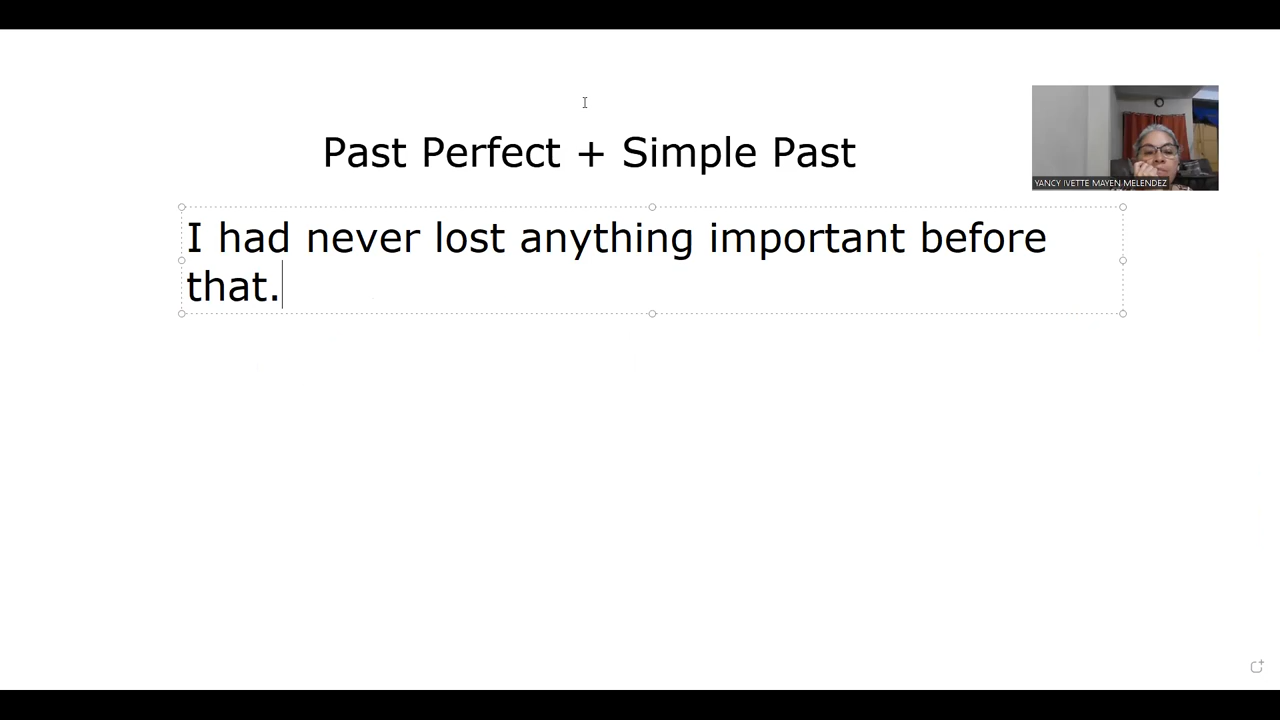 Past Perfect + Simple Past
YANCY IVETTE MAYEN MELENDEZ
I had never lost anything important before
that.